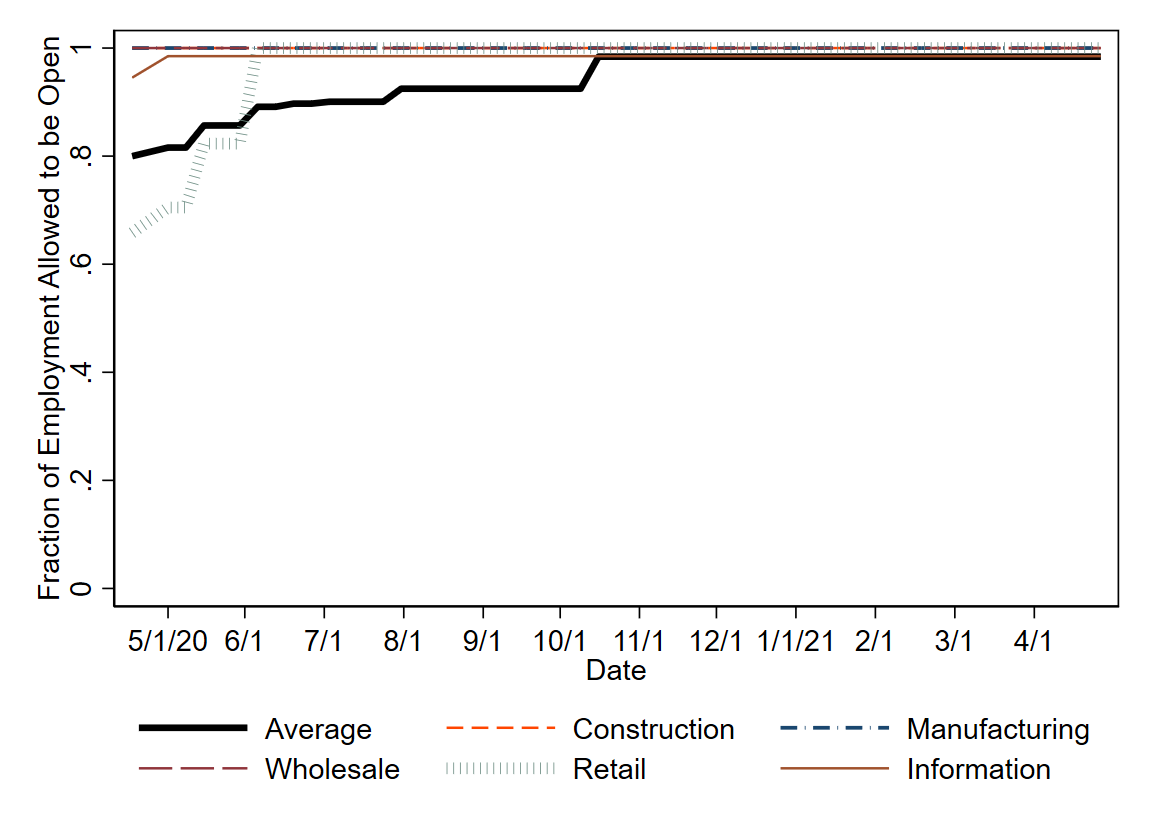 Fraction of Employment Allowed to be Open
1
.8
.6
.4
.2
0
5/1/20 6/1 7/1 8/1 9/1 10/1 11/1 12/1 1/1/21 2/1 3/1 4/1
Date
Average Construction Manufacturing
Wholesale Retail Information